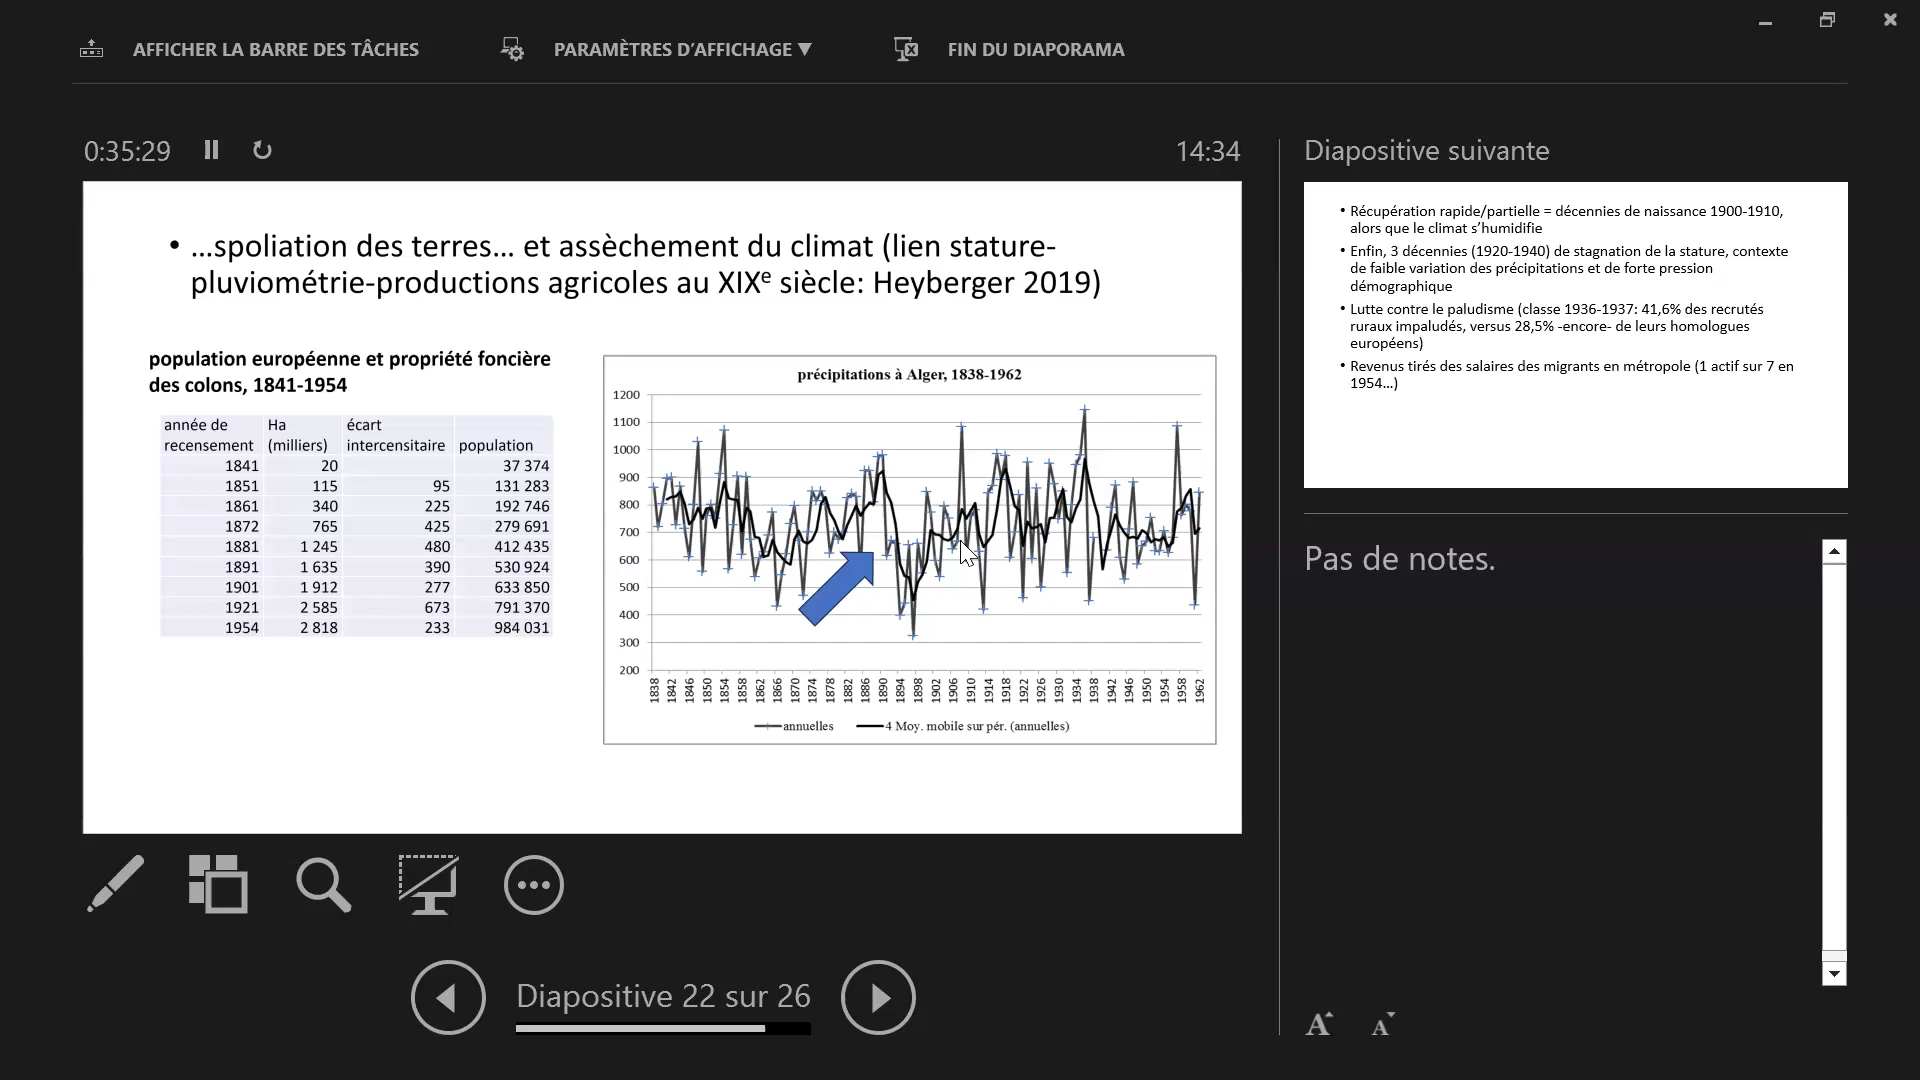 AFFICHER LA BARRE DES TÂCHES
PARAMÈTRES D'AFFICHAGE ▼
FIN DU DIAPORAMA
0:35:29
14:34
• ...spoliation des terres... et assèchement du climat (lien stature-
pluviométrie-productions agricoles au XIXe siècle: Heyberger 2019)
population européenne et propriété foncière
des colons, 1841-1954
année de Ha écart
recensement (milliers) intercensitaire population
1841 20 37 374
1851 115 95 131 283
1861 340 225 192 746
1872 765 425 279 691
1881 1 245 480 412 435
1891 1 635 390 530 924
1901 1 912 277 633 850
1921 2 585 673 791 370
1954 2 818 233 984 031
précipitations à Alger, 1838-1962
1200
1100
1000
900
800
700
600
500
400
300
200
1838 1842 1846 1850 1854 1858 1862 1866 1870 1874 1878 1882 1886 1890 1894 1898 1902 1906 1910 1914 1918 1922 1926 1930 1934 1938 1942 1946 1950 1954 1958 1962
annuelles 4 Moy. mobile sur pér. (annuelles)
Diapositive 22 sur 26
Diapositive suivante
• Récupération rapide/partielle = décennies de naissance 1900-1910,
alors que le climat s'humidifie
• Enfin, 3 décennies (1920-1940) de stagnation de la stature, contexte
de faible variation des précipitations et de forte pression
démographique
• Lutte contre le paludisme (classe 1936-1937: 41,6% des recrutés
ruraux impaludés, versus 28,5% -encore- de leurs homologues
européens)
• Revenus tirés des salaires des migrants en métropole (1 actif sur 7 en
1954...)
Pas de notes.
A A